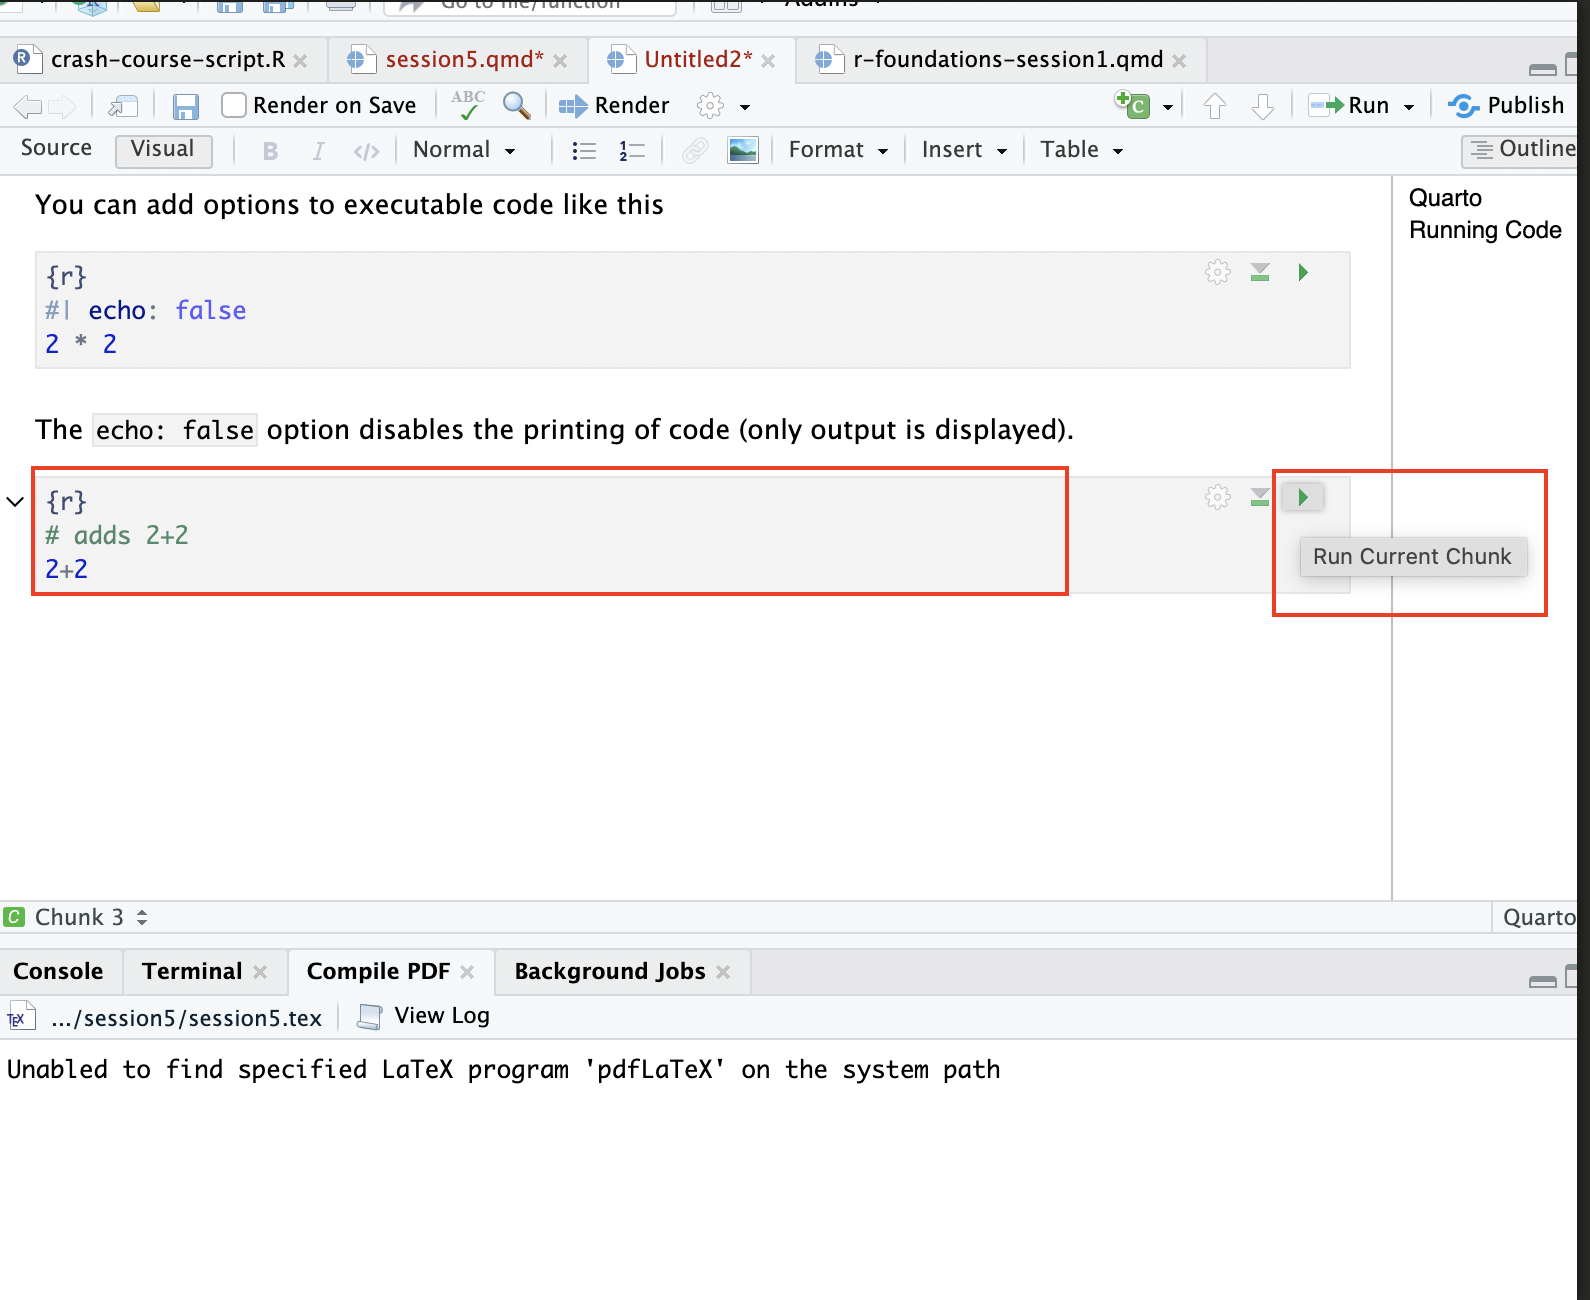 Go to file/function Addins
crash-course-script.R session5.qmd* Untitled2* r-foundations-session1.qmd
Render on Save ABC Render C Run Publish
Source Visual B I </> Normal Format Insert Table Outline
You can add options to executable code like this
{r}
#| echo: false
2 * 2
The echo: false option disables the printing of code (only output is displayed).
{r}
# adds 2+2
2+2
Run Current Chunk
Quarto
Running Code
C Chunk 3 Quarto
Console Terminal Compile PDF Background Jobs
TEX .../session5/session5.tex View Log
Unabled to find specified LaTeX program 'pdfLaTeX' on the system path